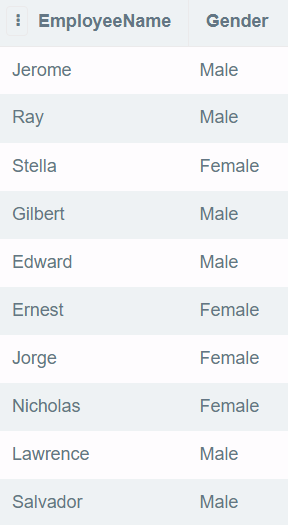 EmployeeName Gender
Jerome Male
Ray Male
Stella Female
Gilbert Male
Edward Male
Ernest Female
Jorge Female
Nicholas Female
Lawrence Male
Salvador Male